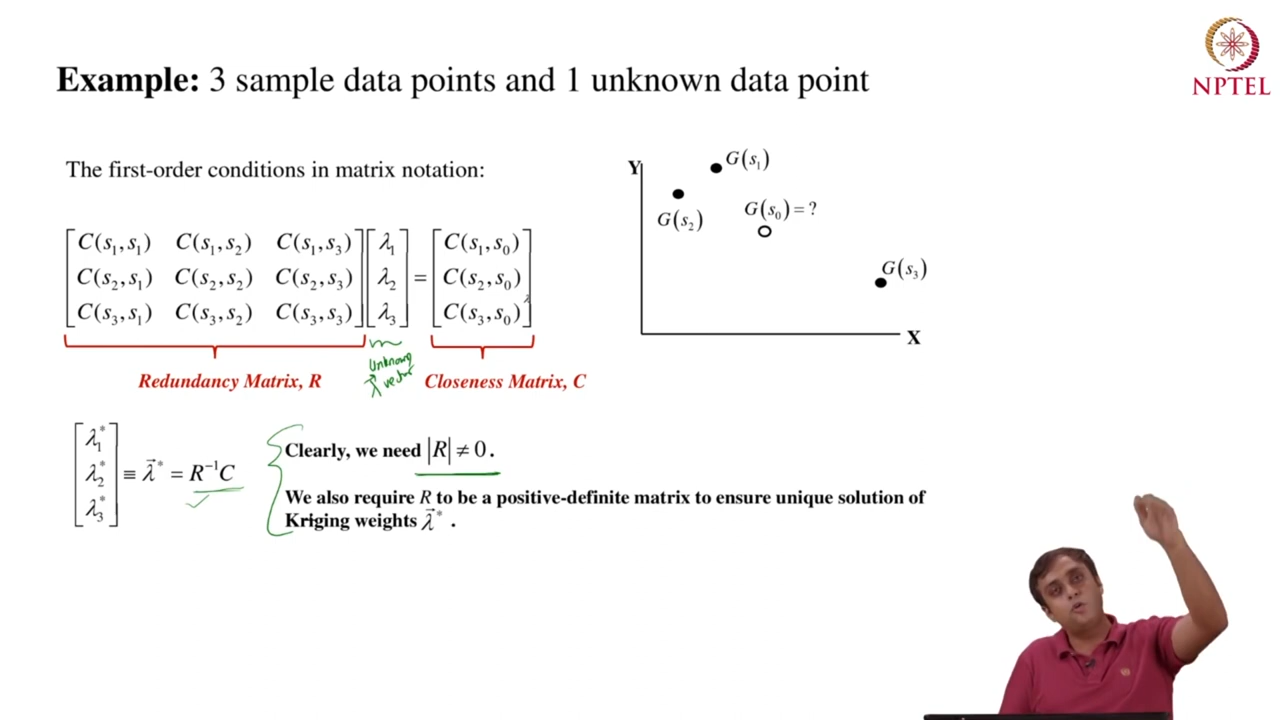 NPTEL
Example: 3 sample data points and 1 unknown data point
The first-order conditions in matrix notation:
C(s₁,s₁) C(s₁,s₂) C(s₁,s₃) λ₁ = C(s₁,s₀)
C(s₂,s₁) C(s₂,s₂) C(s₂,s₃) λ₂ C(s₂,s₀)
C(s₃,s₁) C(s₃,s₂) C(s₃,s₃) λ₃ C(s₃,s₀)
Unknown
λ⃗ vector
Redundancy Matrix, R
Closeness Matrix, C
Y
G(s₁)
G(s₂)
G(s₀) = ?
G(s₃)
X
λ₁*
λ₂* ≡ λ⃗* = R⁻¹C
λ₃*
Clearly, we need |R| ≠ 0.
We also require R to be a positive-definite matrix to ensure unique solution of
Kriging weights λ⃗* .